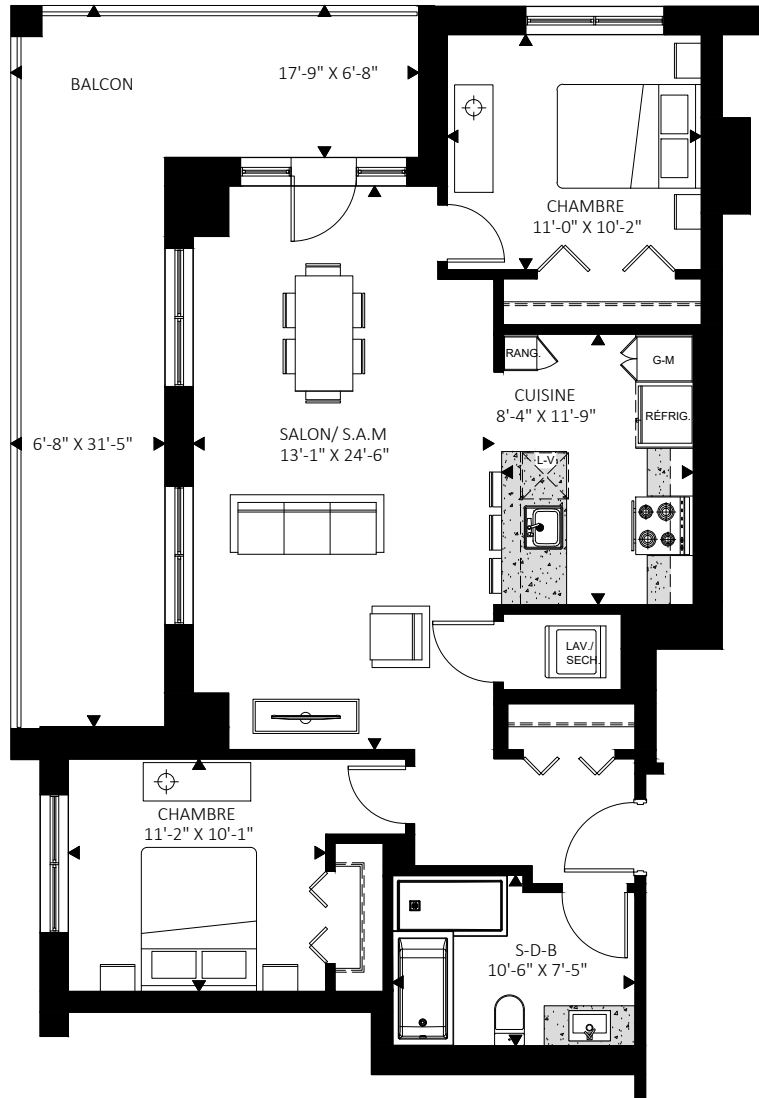 BALCON
17'-9" X 6'-8"
CHAMBRE
11'-0" X 10'-2"
RANG.
G-M
CUISINE
8'-4" X 11'-9"
RÉFRIG.
6'-8" X 31'-5"
SALON/ S.A.M
13'-1" X 24'-6"
L-V
LAV./
SECH.
CHAMBRE
11'-2" X 10'-1"
S-D-B
10'-6" X 7'-5"